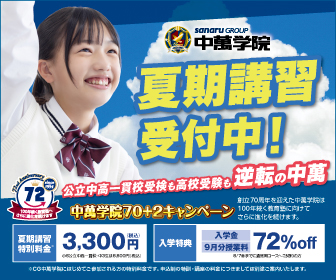 sanaru GROUP
中萬学院
夏期講習
受付中!
公立中高一貫校受検も高校受験も 逆転の中萬
72
中萬学院70+2キャンペーン
創立70周年を迎えた中萬学院は
100年続く教育塾に向けて
さらに進化を続けます。
夏期講習
特別料金
3,300円
(税込)
入学特典
入学金
9月分授業料
72%off